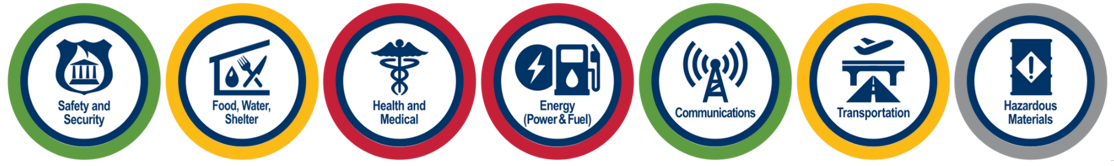 Safety and
Security
Food, Water,
Shelter
Health and
Medical
Energy
(Power & Fuel)
Communications
Transportation
Hazardous
Materials